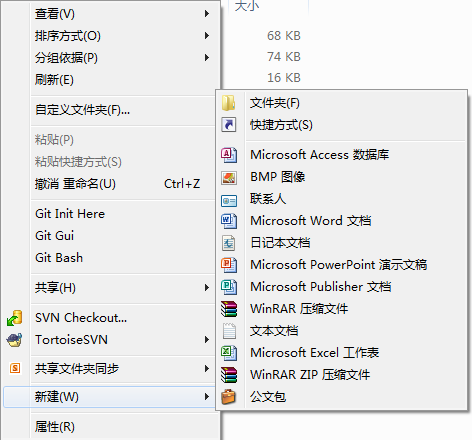 大小
68 KB
74 KB
16 KB
查看(V)
排序方式(O)
分组依据(P)
刷新(E)
自定义文件夹(F)...
粘贴(P)
粘贴快捷方式(S)
撤消 重命名(U) Ctrl+Z
Git Init Here
Git Gui
Git Bash
共享(H)
SVN Checkout...
TortoiseSVN
共享文件夹同步
新建(W)
属性(R)
文件夹(F)
快捷方式(S)
Microsoft Access 数据库
BMP 图像
联系人
Microsoft Word 文档
日记本文档
Microsoft PowerPoint 演示文稿
Microsoft Publisher 文档
WinRAR 压缩文件
文本文档
Microsoft Excel 工作表
WinRAR ZIP 压缩文件
公文包